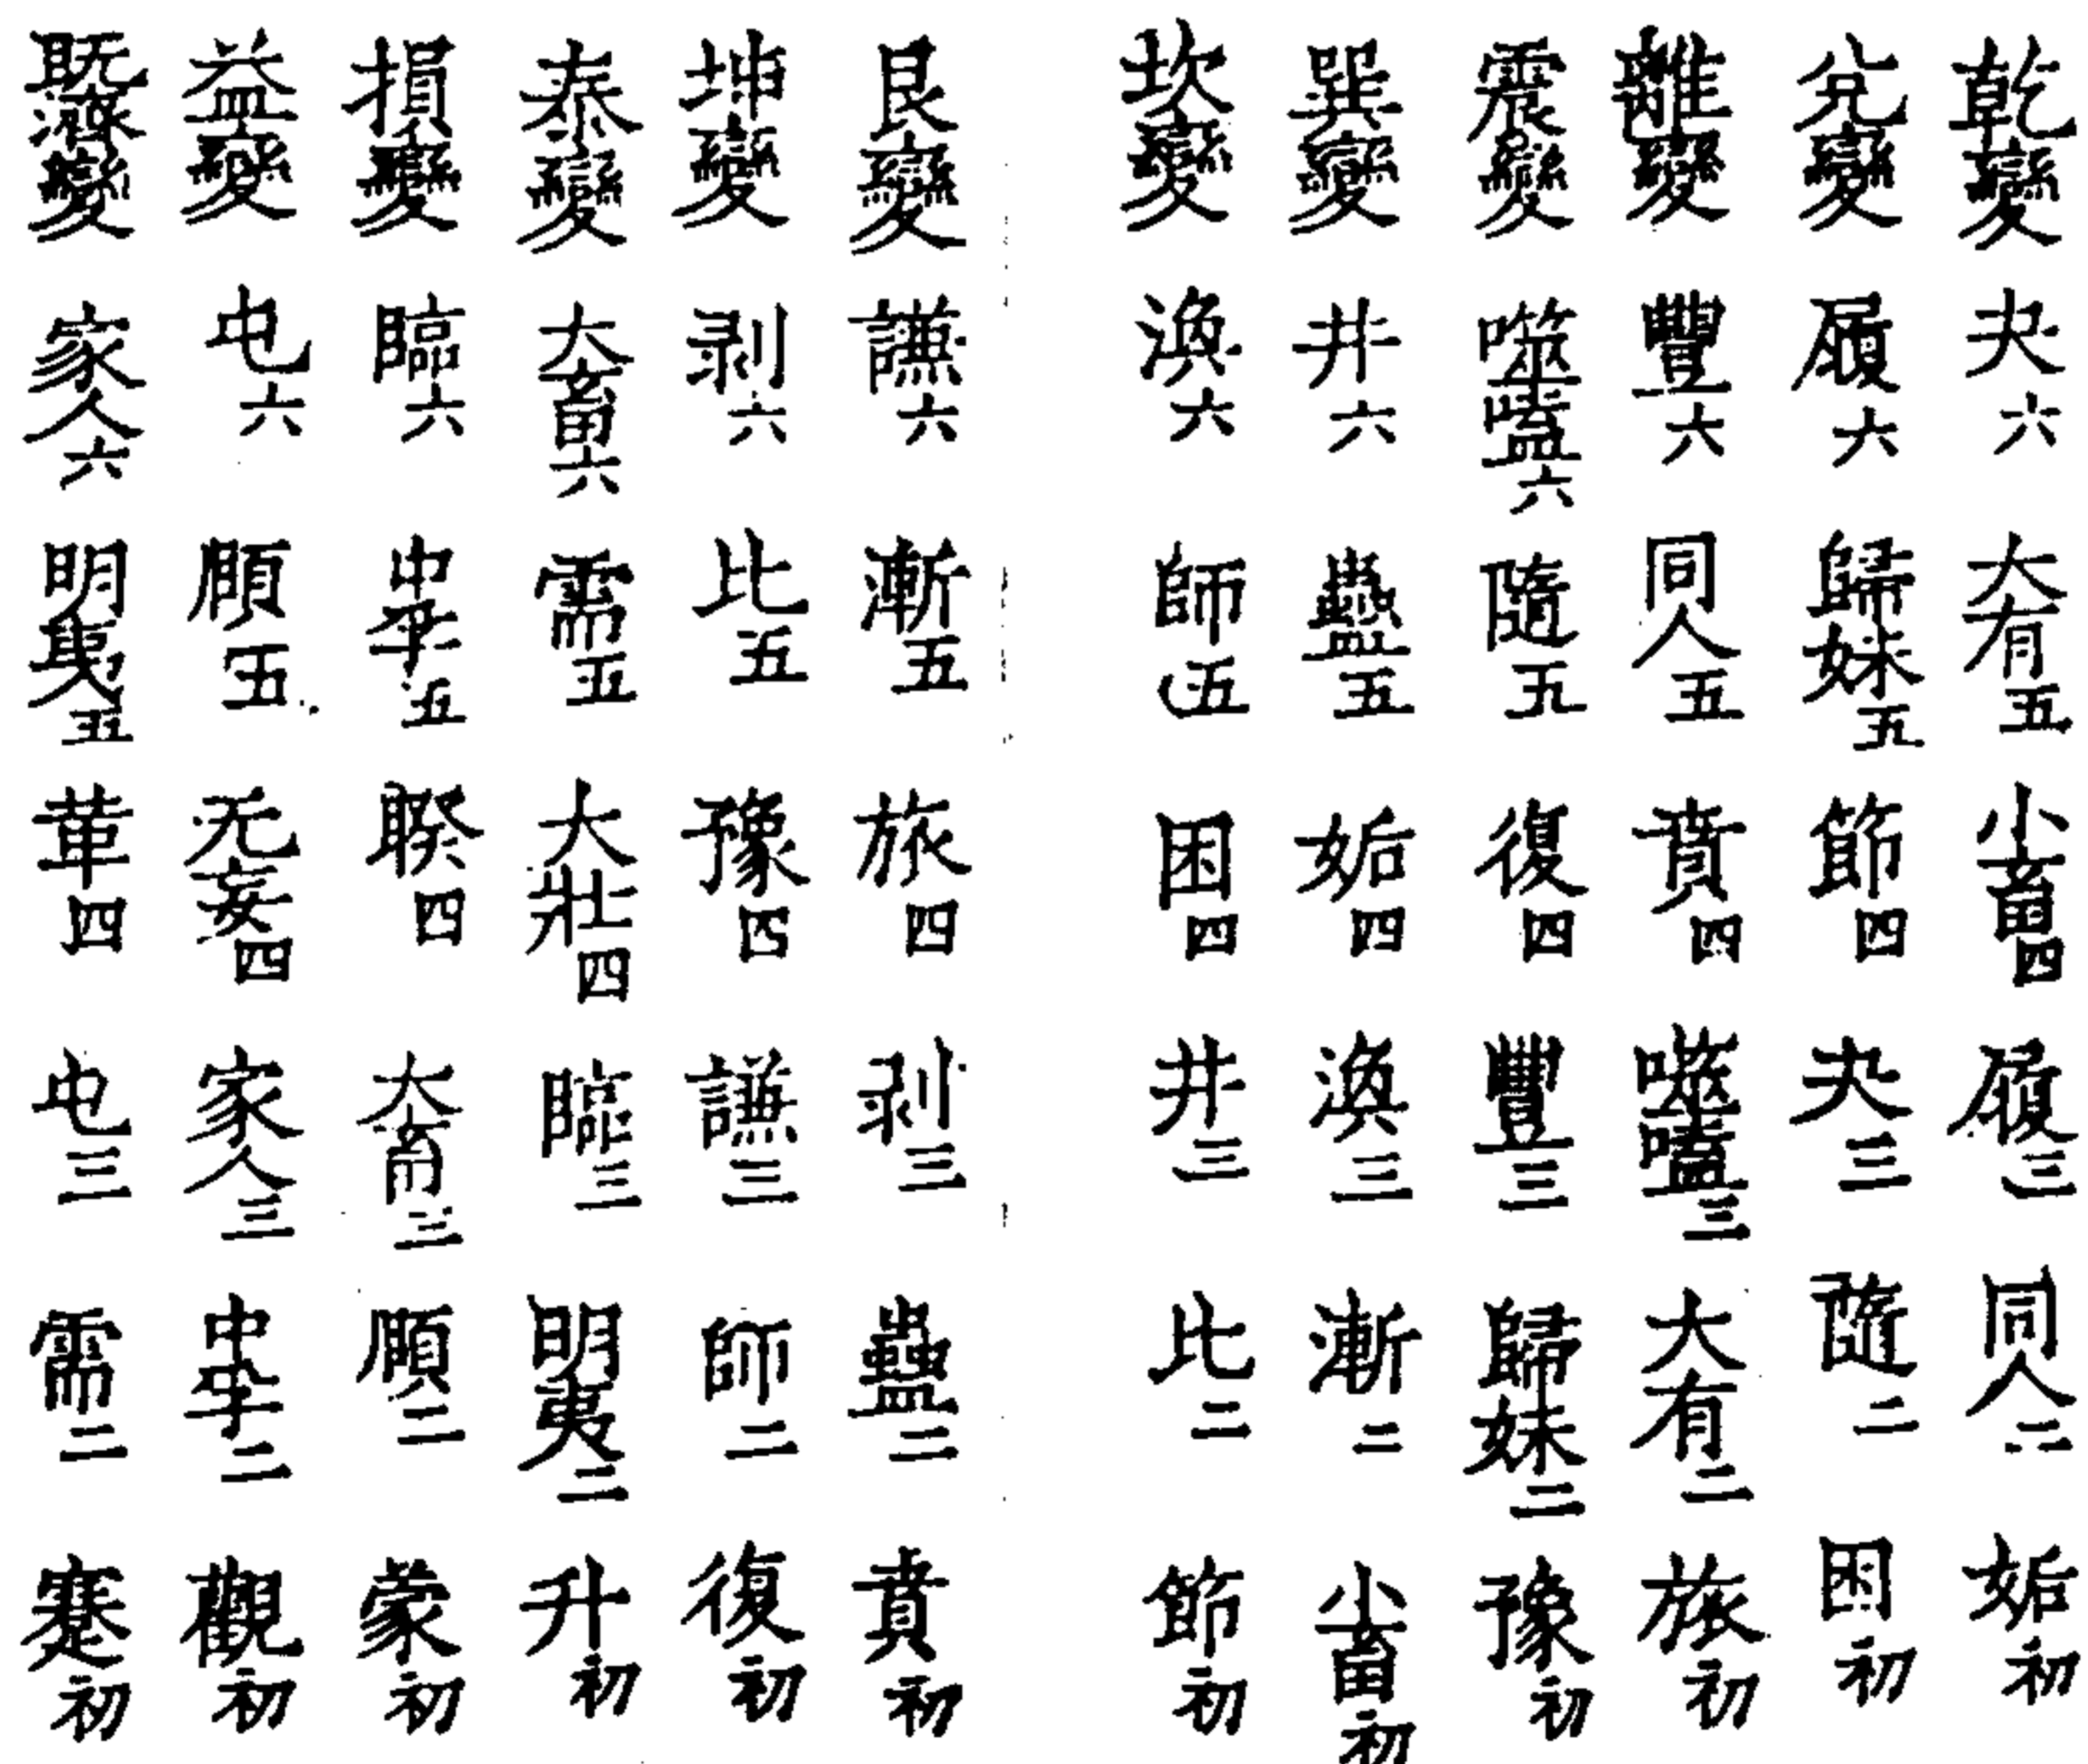 乾變 夬六 大有五 小畜四 履三 同人二 姤初
兌變 履六 歸妹五 節四 夬三 隨二 困初
離變 豐六 同人五 賁四 噬嗑三 大有二 旅初
震變 噬嗑六 隨五 復四 豐三 歸妹二 豫初
巽變 井六 蠱五 姤四 渙三 漸二 小畜初
坎變 渙六 師五 困四 井三 比二 節初
艮變 謙六 漸五 旅四 剥三 蠱二 賁初
坤變 剥六 比五 豫四 謙三 師二 復初
泰變 大畜六 需五 大壯四 臨三 明夷二 升初
損變 臨六 中孚五 睽四 大畜三 頤二 蒙初
益變 屯六 頤五 无妄四 家人三 中孚二 觀初
既濟變 家人六 明夷五 革四 屯三 需二 蹇初